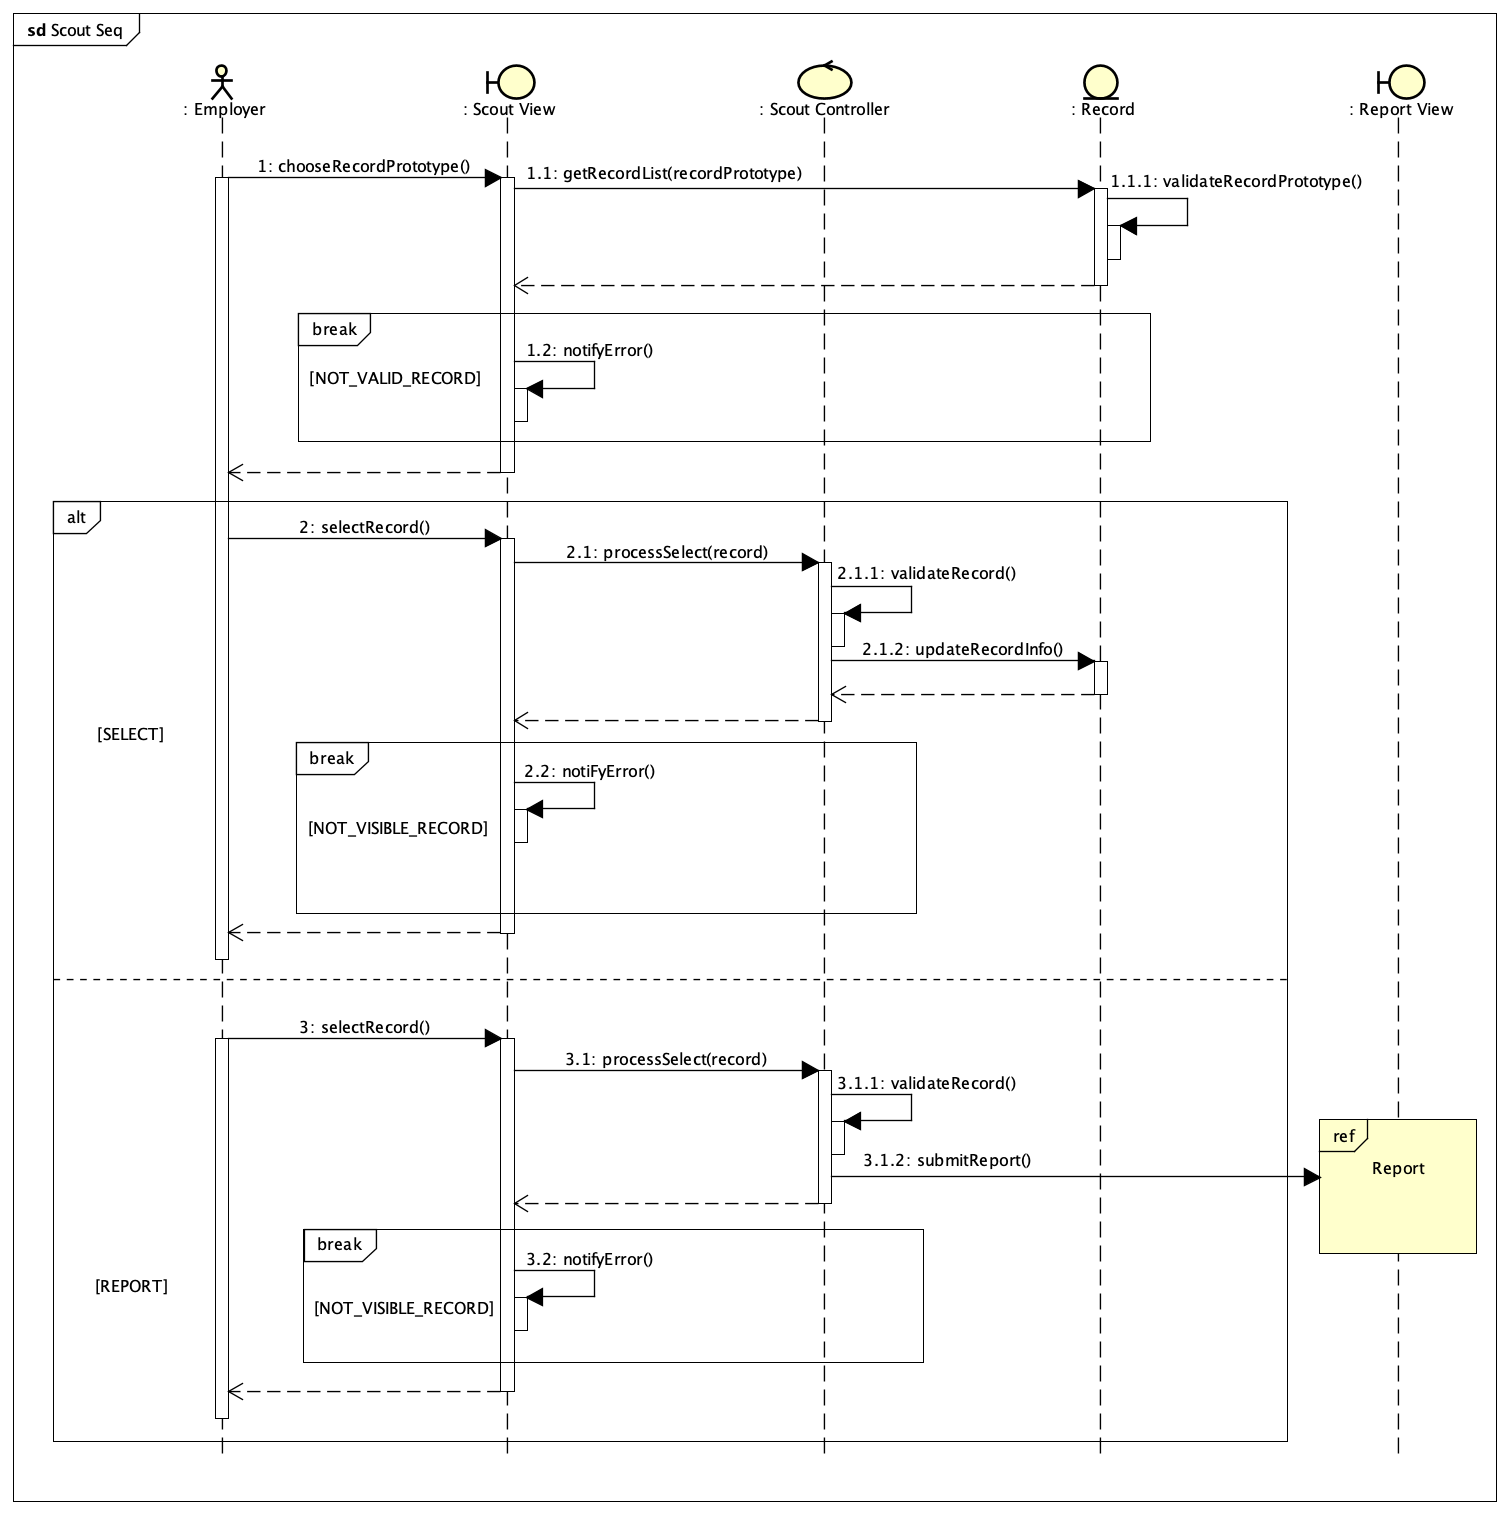 sd Scout Seq
: Employer
: Scout View
: Scout Controller
: Record
: Report View
1: chooseRecordPrototype()
1.1: getRecordList(recordPrototype)
1.1.1: validateRecordPrototype()
break
1.2: notifyError()
[NOT_VALID_RECORD]
alt
2: selectRecord()
2.1: processSelect(record)
2.1.1: validateRecord()
2.1.2: updateRecordInfo()
[SELECT]
break
2.2: notiFyError()
[NOT_VISIBLE_RECORD]
3: selectRecord()
3.1: processSelect(record)
3.1.1: validateRecord()
ref
Report
3.1.2: submitReport()
break
3.2: notifyError()
[REPORT]
[NOT_VISIBLE_RECORD]